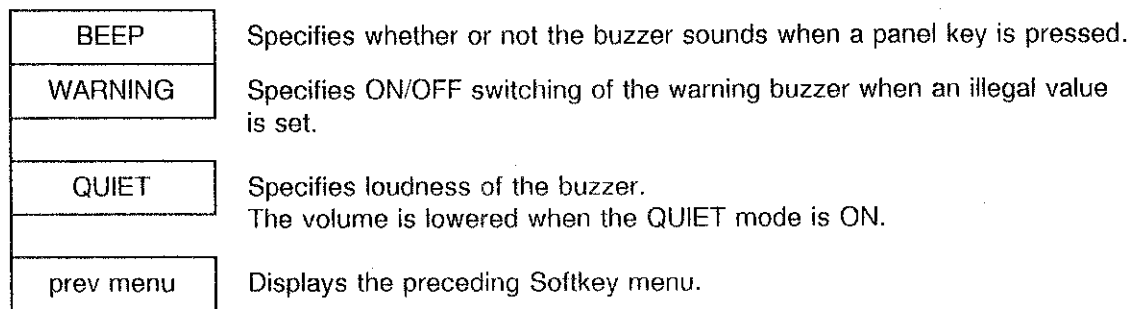 BEEP Specifies whether or not the buzzer sounds when a panel key is pressed.
WARNING Specifies ON/OFF switching of the warning buzzer when an illegal value
is set.
QUIET Specifies loudness of the buzzer.
The volume is lowered when the QUIET mode is ON.
prev menu Displays the preceding Softkey menu.